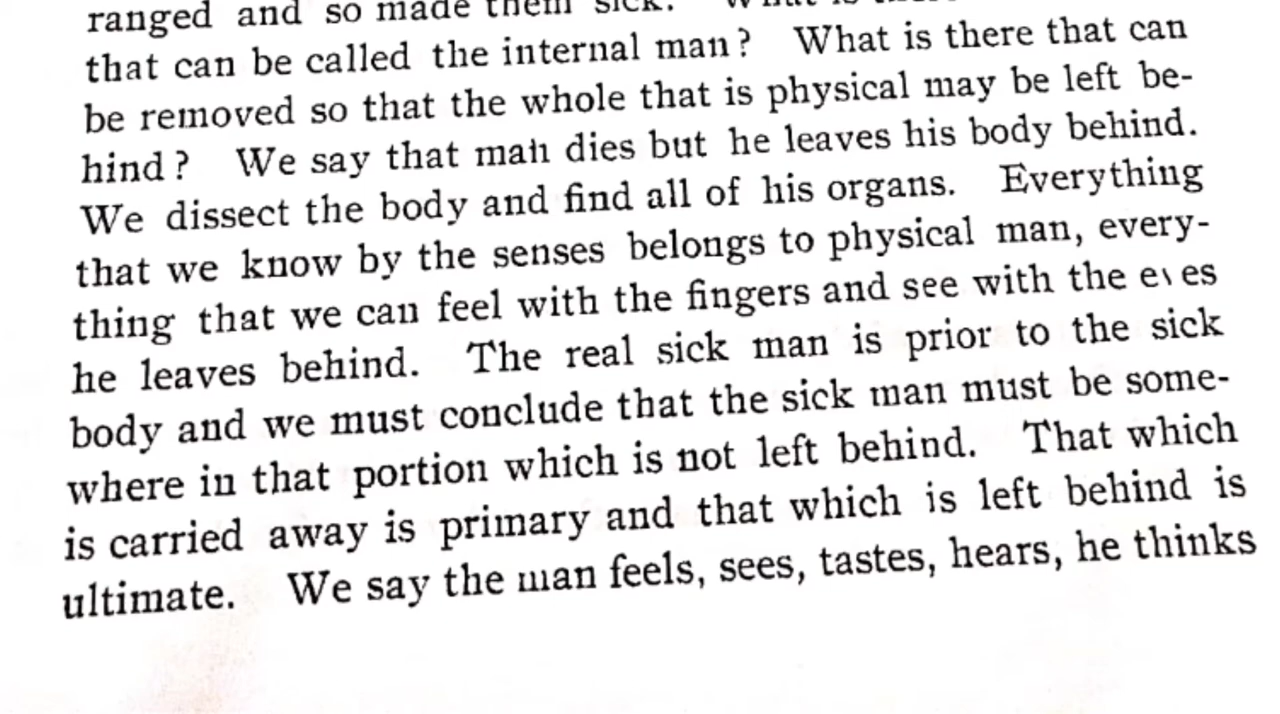 ranged and so made them sick.
that can be called the internal man? What is there that can
be removed so that the whole that is physical may be left be-
hind? We say that man dies but he leaves his body behind.
We dissect the body and find all of his organs. Everything
that we know by the senses belongs to physical man, every-
thing that we can feel with the fingers and see with the eyes
he leaves behind. The real sick man is prior to the sick
body and we must conclude that the sick man must be some-
where in that portion which is not left behind. That which
is carried away is primary and that which is left behind is
ultimate. We say the man feels, sees, tastes, hears, he thinks